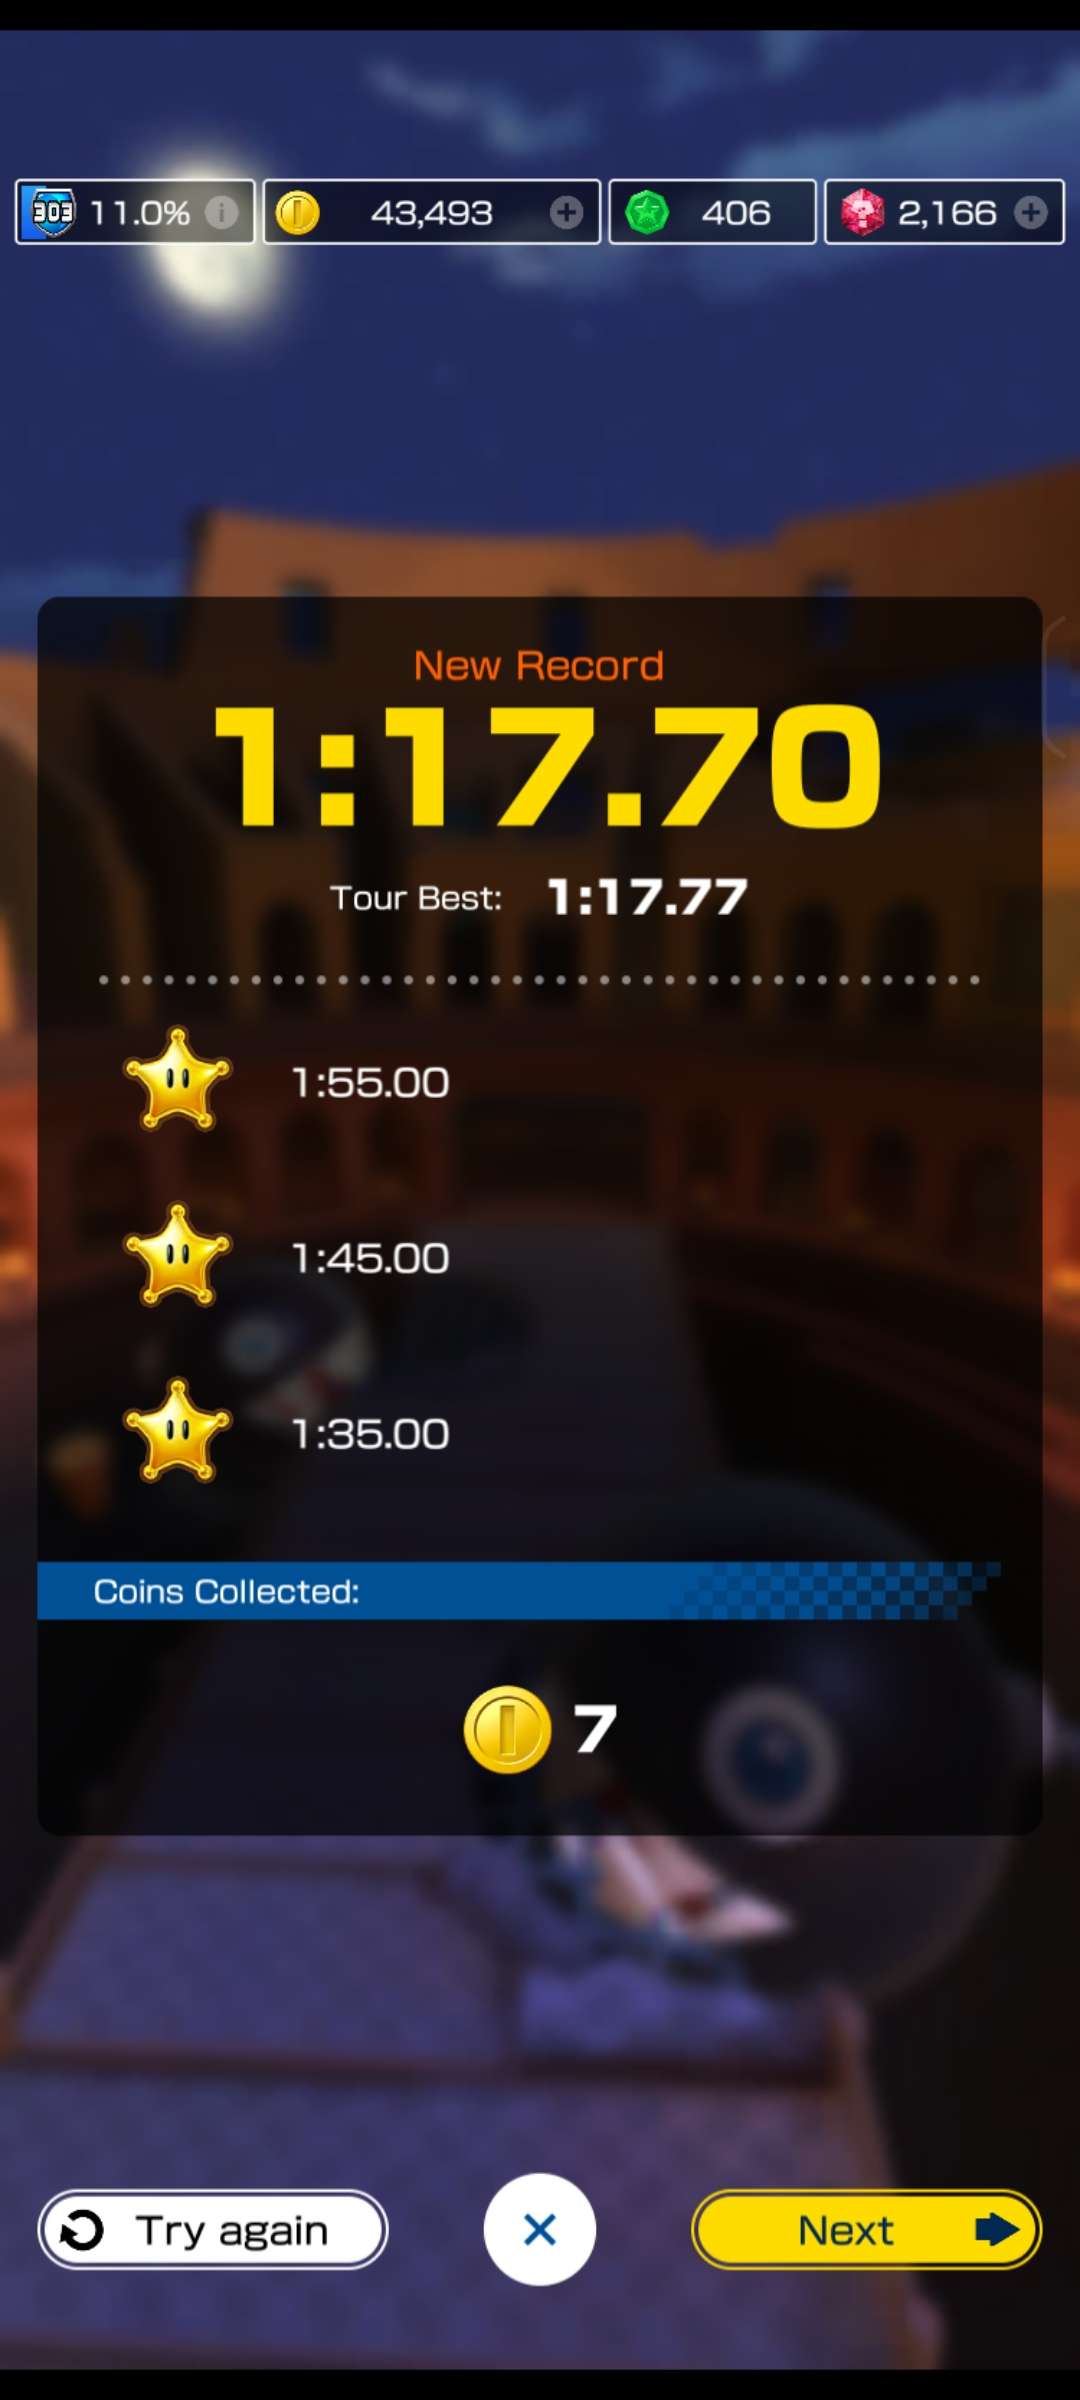 303 11.0% i 43,493 + 406 2,166 +
New Record
1:17.70
Tour Best: 1:17.77
1:55.00
1:45.00
1:35.00
Coins Collected:
7
Try again × Next